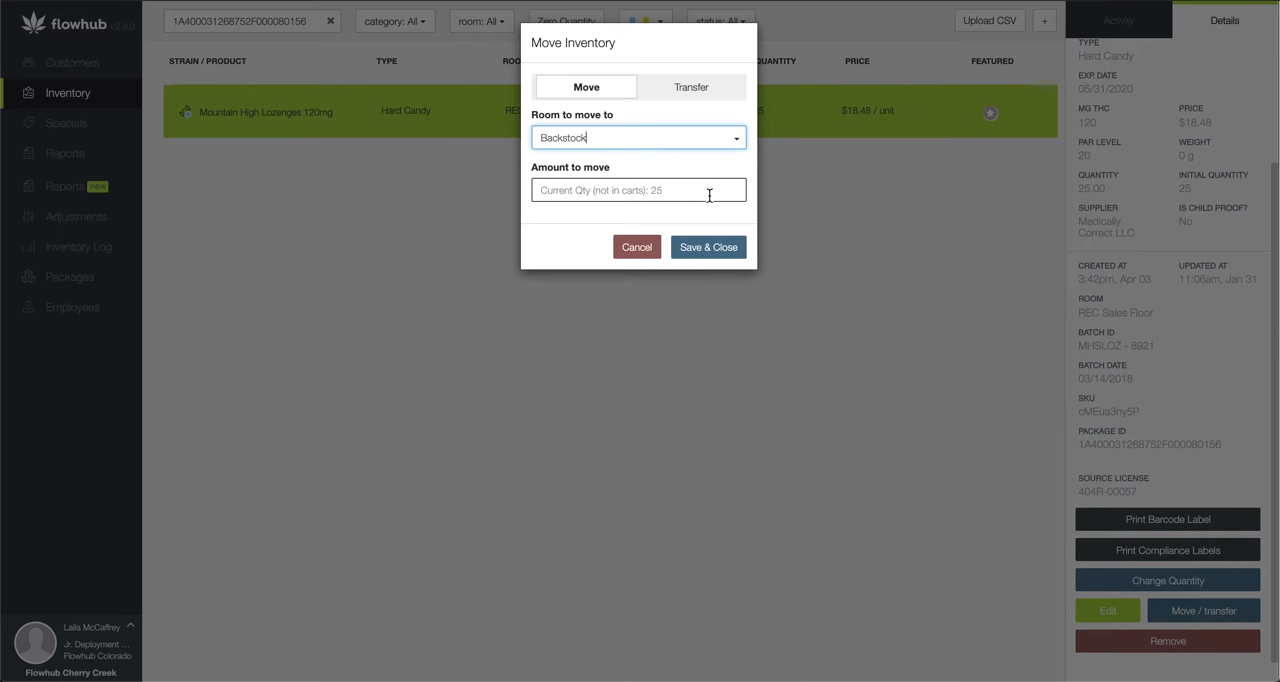 flowhub v2.9.0
Customers
Inventory
Specials
Reports
Reports new
Adjustments
Inventory Log
Packages
Employees
Laila McCaffrey
Jr. Deployment ...
Flowhub Colorado
Flowhub Cherry Creek
1A400031268752F000080156 ✖
category: All
room: All
Zero Quantity
status: All
Upload CSV
+
STRAIN / PRODUCT
TYPE
ROO
QUANTITY
PRICE
FEATURED
Mountain High Lozenges 120mg
Hard Candy
REC
$18.48 / unit
Move Inventory
Move
Transfer
Room to move to
Backstock
Amount to move
Current Qty (not in carts): 25
Cancel
Save & Close
Activity
Details
TYPE
Hard Candy
EXP. DATE
05/31/2020
MG THC
PRICE
120
$18.48
PAR LEVEL
WEIGHT
20
0 g
QUANTITY
INITIAL QUANTITY
25.00
25
SUPPLIER
IS CHILD PROOF?
Medically
No
Correct LLC
CREATED AT
UPDATED AT
3:42pm, Apr 03
11:06am, Jan 31
ROOM
REC Sales Floor
BATCH ID
MHSLOZ - 8921
BATCH DATE
03/14/2018
SKU
cMEua3ny5P
PACKAGE ID
1A400031268752F000080156
SOURCE LICENSE
404R-00057
Print Barcode Label
Print Compliance Labels
Change Quantity
Edit
Move / transfer
Remove